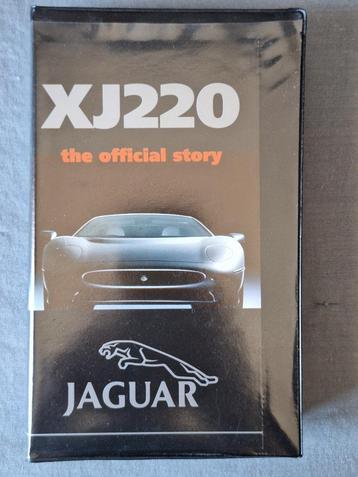 XJ220
the official story
JAGUAR